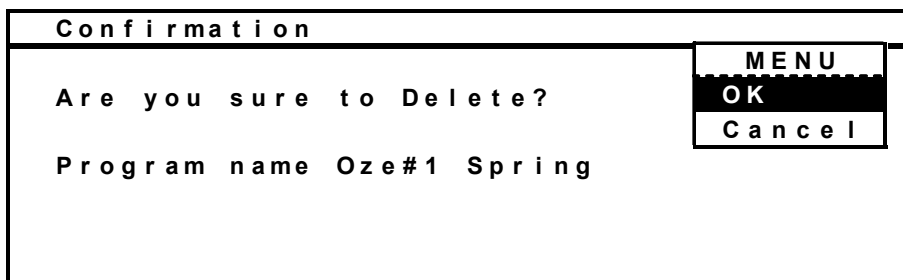 Confirmation
MENU
OK
Cancel
Are you sure to Delete?
Program name Oze#1 Spring